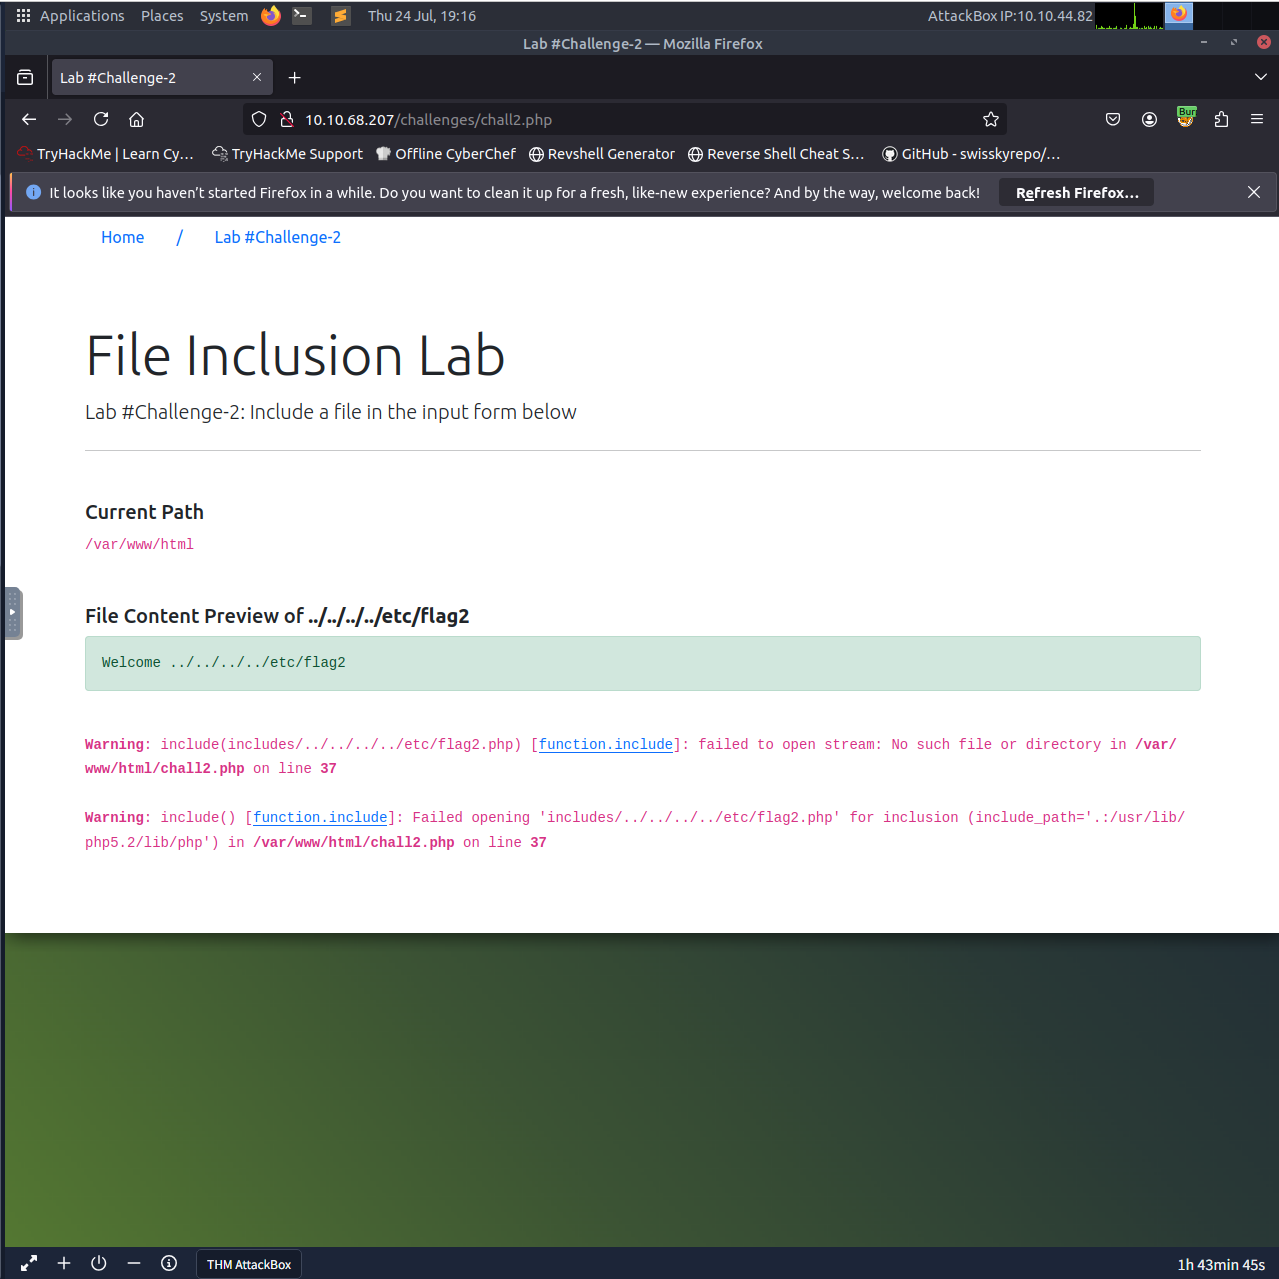 Applications Places System Thu 24 Jul, 19:16 AttackBox IP:10.10.44.82
Lab #Challenge-2 — Mozilla Firefox
Lab #Challenge-2
10.10.68.207/challenges/chall2.php
Burp
TryHackMe | Learn Cy… TryHackMe Support Offline CyberChef Revshell Generator Reverse Shell Cheat S… GitHub - swisskyrepo/…
It looks like you haven’t started Firefox in a while. Do you want to clean it up for a fresh, like-new experience? And by the way, welcome back! Refresh Firefox…
Home / Lab #Challenge-2
File Inclusion Lab
Lab #Challenge-2: Include a file in the input form below
Current Path
/var/www/html
File Content Preview of ../../../../etc/flag2
Welcome ../../../../etc/flag2
Warning: include(includes/../../../../etc/flag2.php) [function.include]: failed to open stream: No such file or directory in /var/
www/html/chall2.php on line 37
Warning: include() [function.include]: Failed opening 'includes/../../../../etc/flag2.php' for inclusion (include_path='.:/usr/lib/
php5.2/lib/php') in /var/www/html/chall2.php on line 37
THM AttackBox 1h 43min 45s